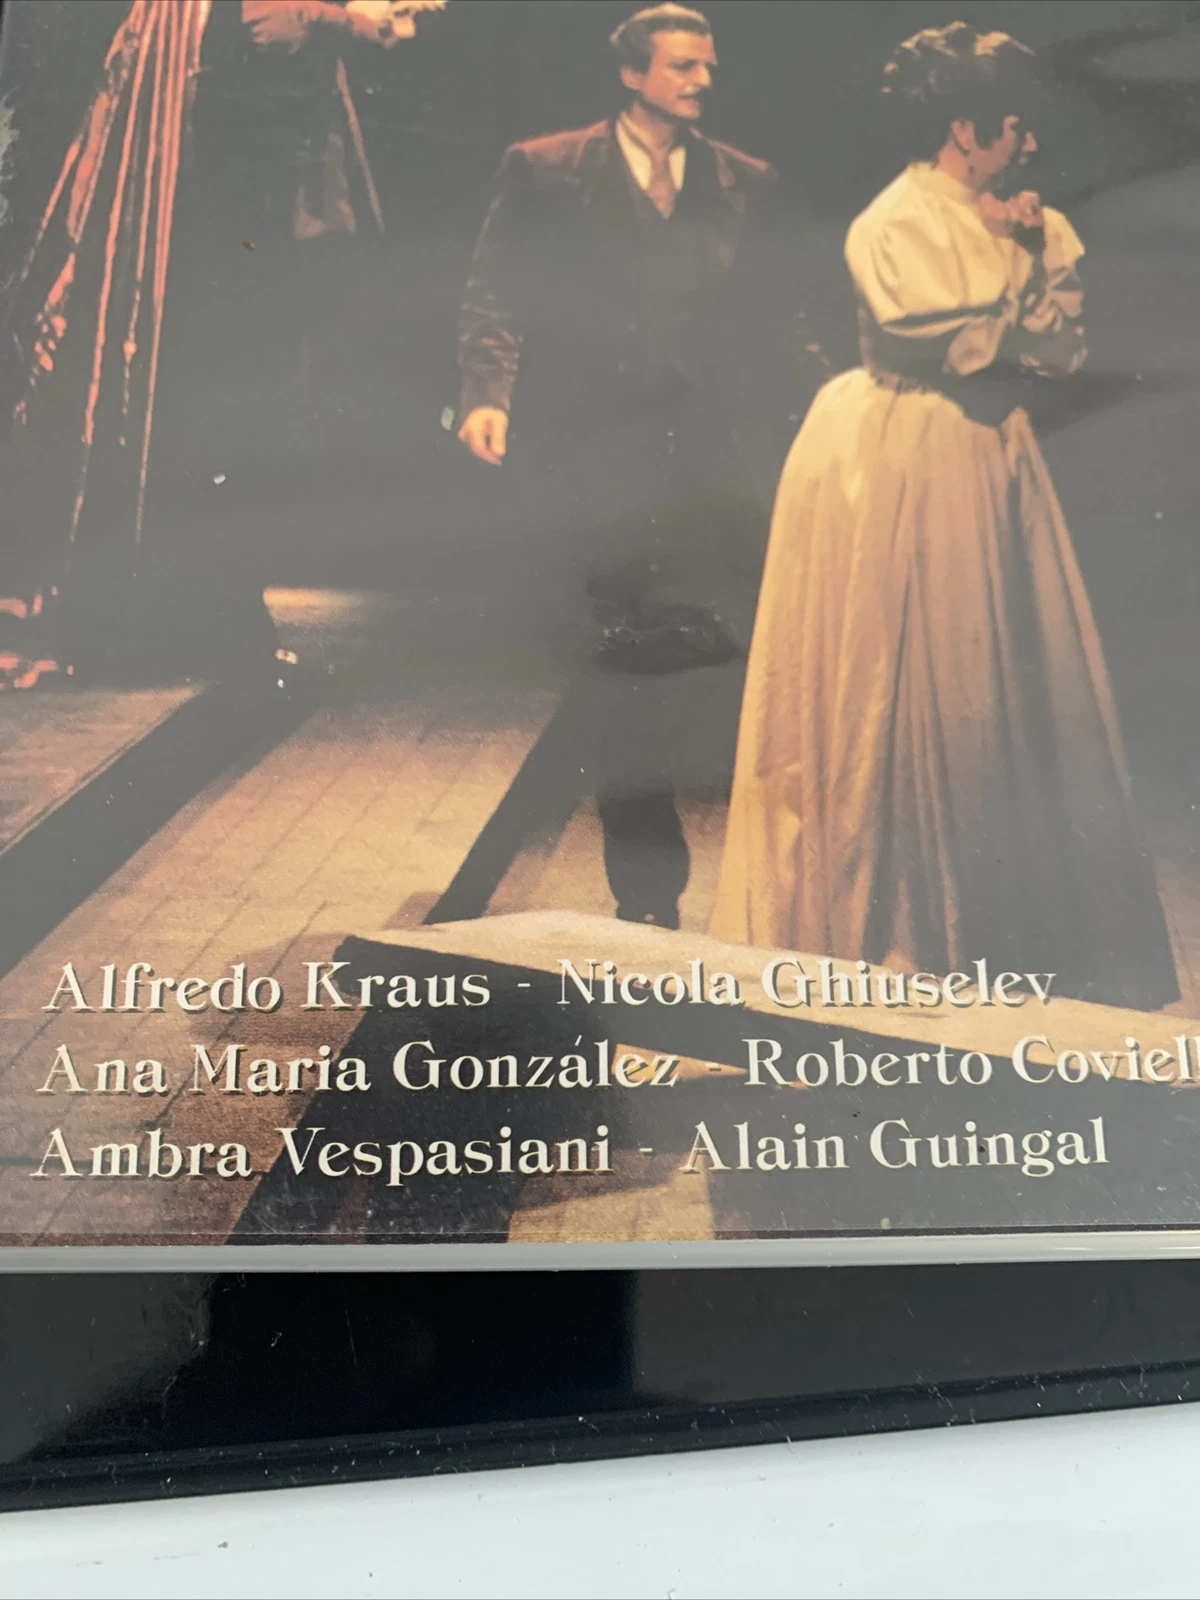 Alfredo Kraus - Nicola Ghiuselev
Ana Maria González - Roberto Coviell
Ambra Vespasiani - Alain Guingal